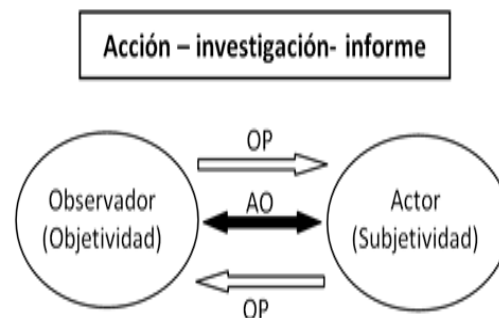 Acción – investigación- informe
OP
Observador
(Objetividad)
AO
Actor
(Subjetividad)
OP